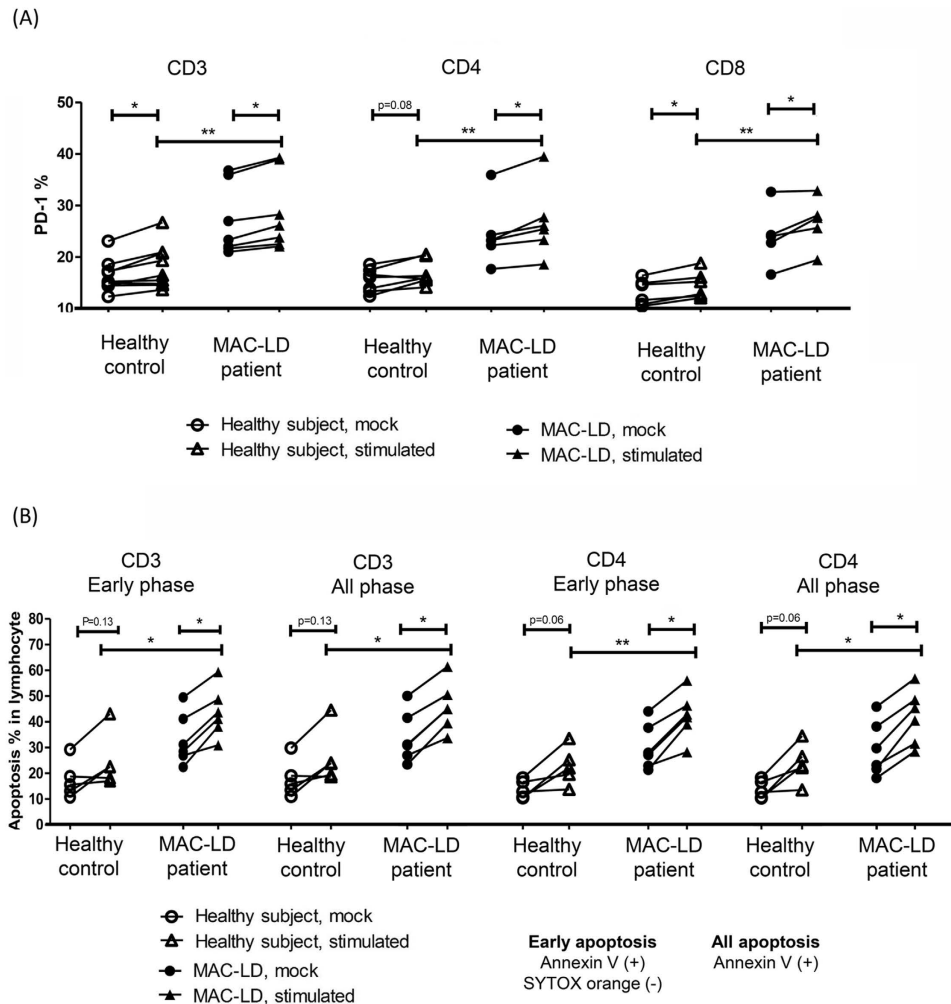 (A)
CD3 CD4 CD8
50
40
30
20
10
PD-1 %
* * p=0.08 * * *
** ** **
Healthy control MAC-LD patient Healthy control MAC-LD patient Healthy control MAC-LD patient
Healthy subject, mock
Healthy subject, stimulated
MAC-LD, mock
MAC-LD, stimulated
(B)
CD3 Early phase
CD3 All phase
CD4 Early phase
CD4 All phase
80
70
60
50
40
30
20
10
0
Apoptosis % in lymphocyte
P=0.13 * p=0.13 * p=0.06 * p=0.06 *
* * ** *
Healthy control MAC-LD patient Healthy control MAC-LD patient Healthy control MAC-LD patient Healthy control MAC-LD patient
Healthy subject, mock
Healthy subject, stimulated
MAC-LD, mock
MAC-LD, stimulated
Early apoptosis
Annexin V (+)
SYTOX orange (-)
All apoptosis
Annexin V (+)